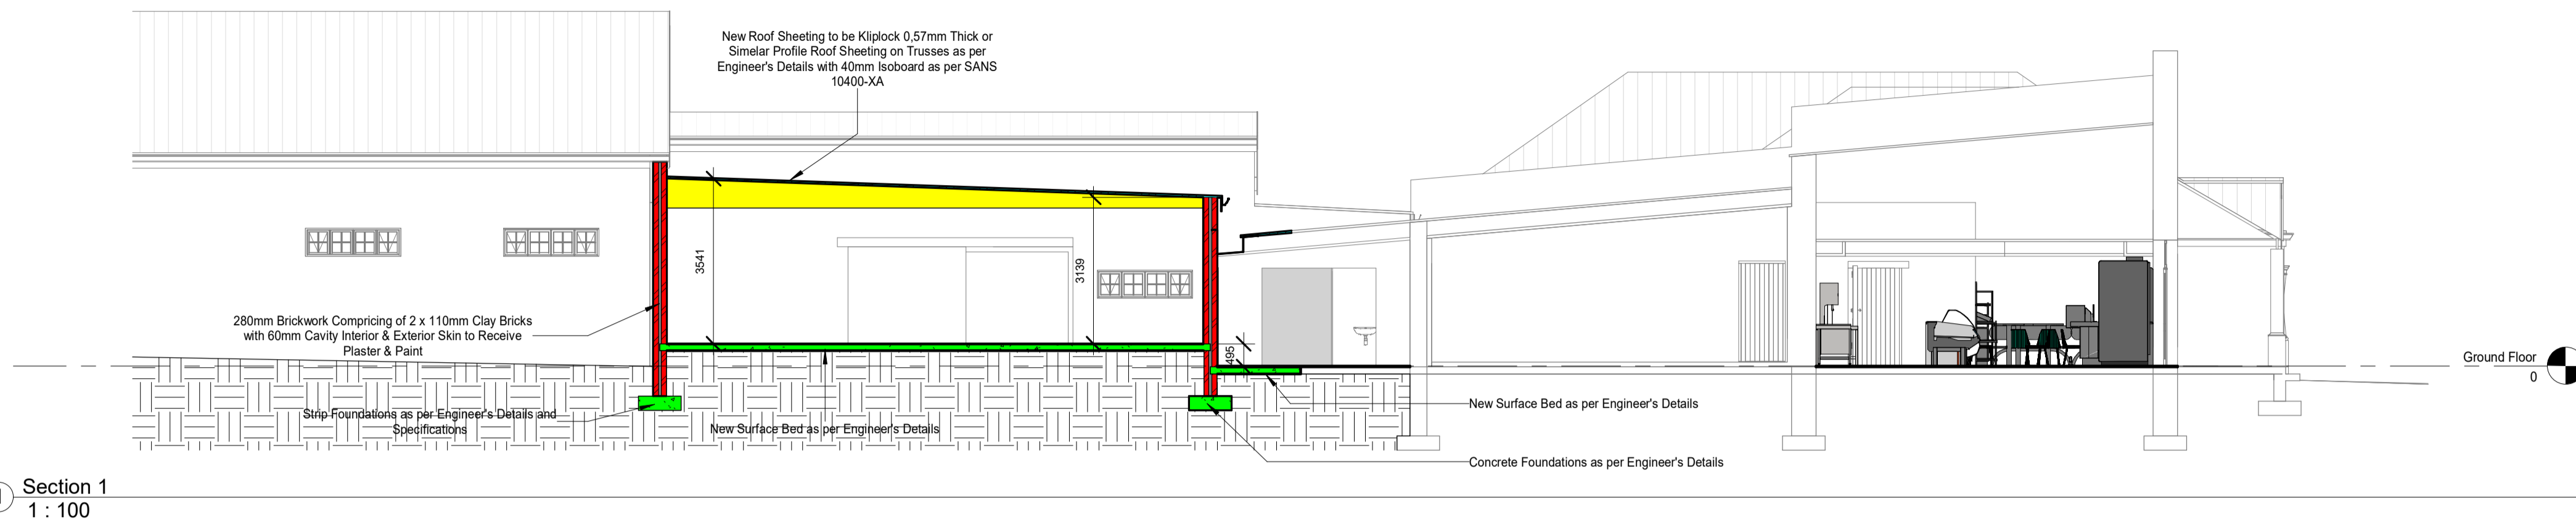 New Roof Sheeting to be Kliplock 0,57mm Thick or
Simelar Profile Roof Sheeting on Trusses as per
Engineer's Details with 40mm Isoboard as per SANS
10400-XA
3541
3139
495
280mm Brickwork Compricing of 2 x 110mm Clay Bricks
with 60mm Cavity Interior & Exterior Skin to Receive
Plaster & Paint
Ground Floor
0
Strip Foundations as per Engineer's Details and
Specifications
New Surface Bed as per Engineer's Details
New Surface Bed as per Engineer's Details
Concrete Foundations as per Engineer's Details
Section 1
1 : 100